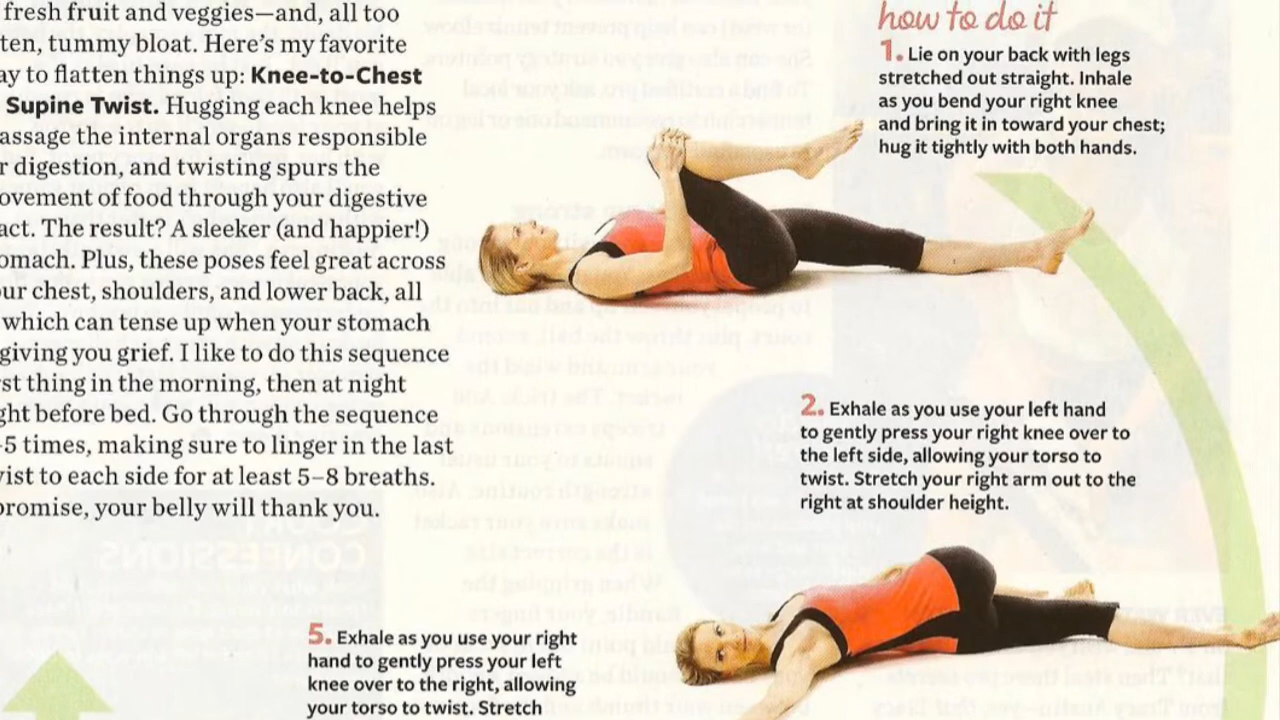 fresh fruit and veggies–and, all too
ten, tummy bloat. Here's my favorite
ay to flatten things up: Knee-to-Chest
Supine Twist. Hugging each knee helps
assage the internal organs responsible
r digestion, and twisting spurs the
ovement of food through your digestive
act. The result? A sleeker (and happier!)
omach. Plus, these poses feel great across
ur chest, shoulders, and lower back, all
which can tense up when your stomach
giving you grief. I like to do this sequence
st thing in the morning, then at night
ght before bed. Go through the sequence
-5 times, making sure to linger in the last
ist to each side for at least 5–8 breaths.
promise, your belly will thank you.
how to do it
1. Lie on your back with legs
stretched out straight. Inhale
as you bend your right knee
and bring it in toward your chest;
hug it tightly with both hands.
2. Exhale as you use your left hand
to gently press your right knee over to
the left side, allowing your torso to
twist. Stretch your right arm out to the
right at shoulder height.
5. Exhale as you use your right
hand to gently press your left
knee over to the right, allowing
your torso to twist. Stretch